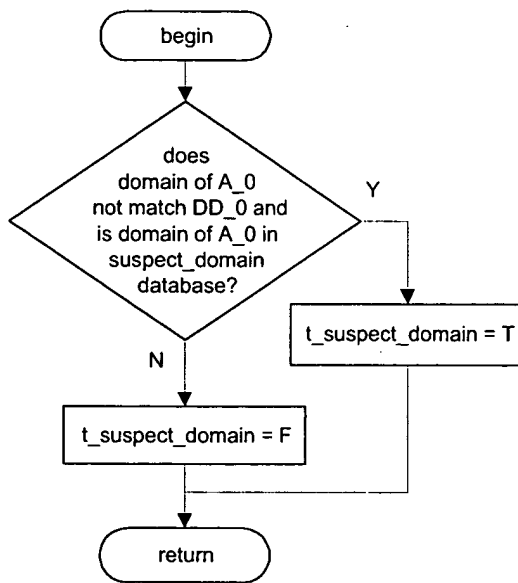 begin
does
domain of A_0
not match DD_0 and
is domain of A_0 in
suspect_domain
database?
Y
t_suspect_domain = T
N
t_suspect_domain = F
return